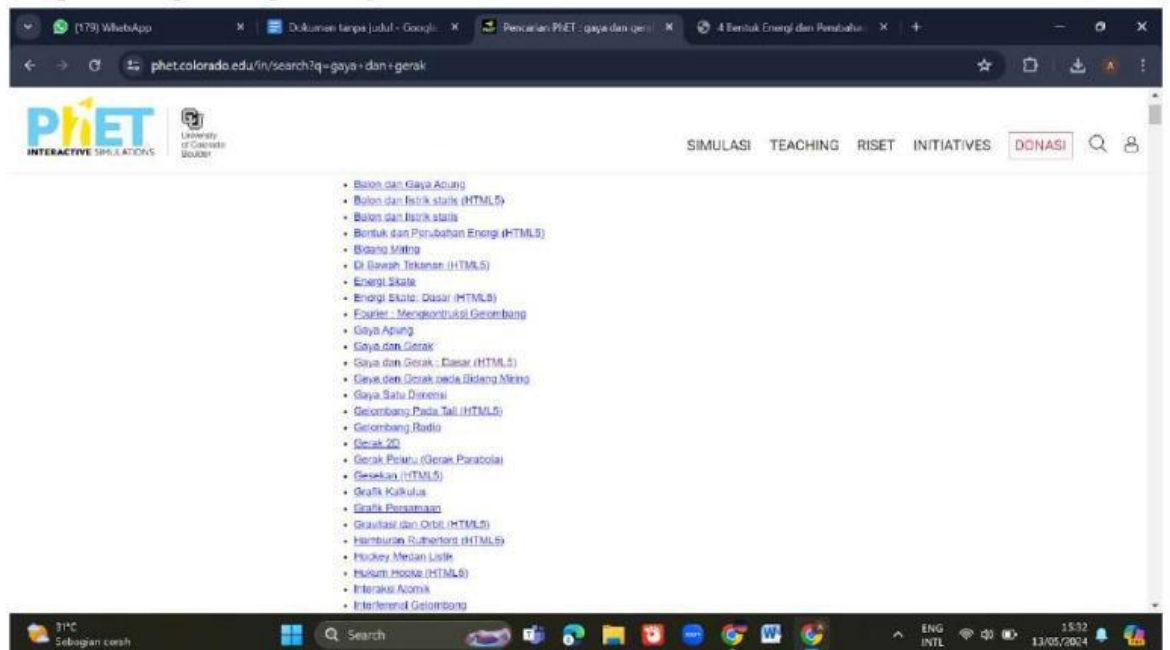 (179) WhatsApp
Dokumen tanpa judul - Google
Pencarian PhET : gaya dan gera
4 Bentuk Energi dan Perubaha
phet.colorado.edu/in/search?q=gaya+dan+gerak
PhET
INTERACTIVE SIMULATIONS
University
of Colorado
Boulder
SIMULASI TEACHING RISET INITIATIVES DONASI
Balon dan Gaya Apung
Balon dan listrik statis (HTML5)
Balon dan listrik statis
Bentuk dan Perubahan Energi (HTML5)
Bidang Miring
Di Bawah Tekanan (HTML5)
Energi Skate
Energi Skate: Dasar (HTML5)
Fourier : Mengkontruksi Gelombang
Gaya Apung
Gaya dan Gerak
Gaya dan Gerak : Dasar (HTML5)
Gaya dan Gerak pada Bidang Miring
Gaya Satu Dimensi
Gelombang Pada Tali (HTML5)
Gelombang Radio
Gerak 2D
Gerak Peluru (Gerak Parabola)
Gesekan (HTML5)
Grafik Kalkulus
Grafik Persamaan
Gravitasi dan Orbit (HTML5)
Hamburan Rutherford (HTML5)
Hockey Medan Listrik
Hukum Hooke (HTML5)
Interaksi Atomik
Interferensi Gelombang
31°C
Sebagian cerah
Search
ENG
INTL
15:32
13/05/2024